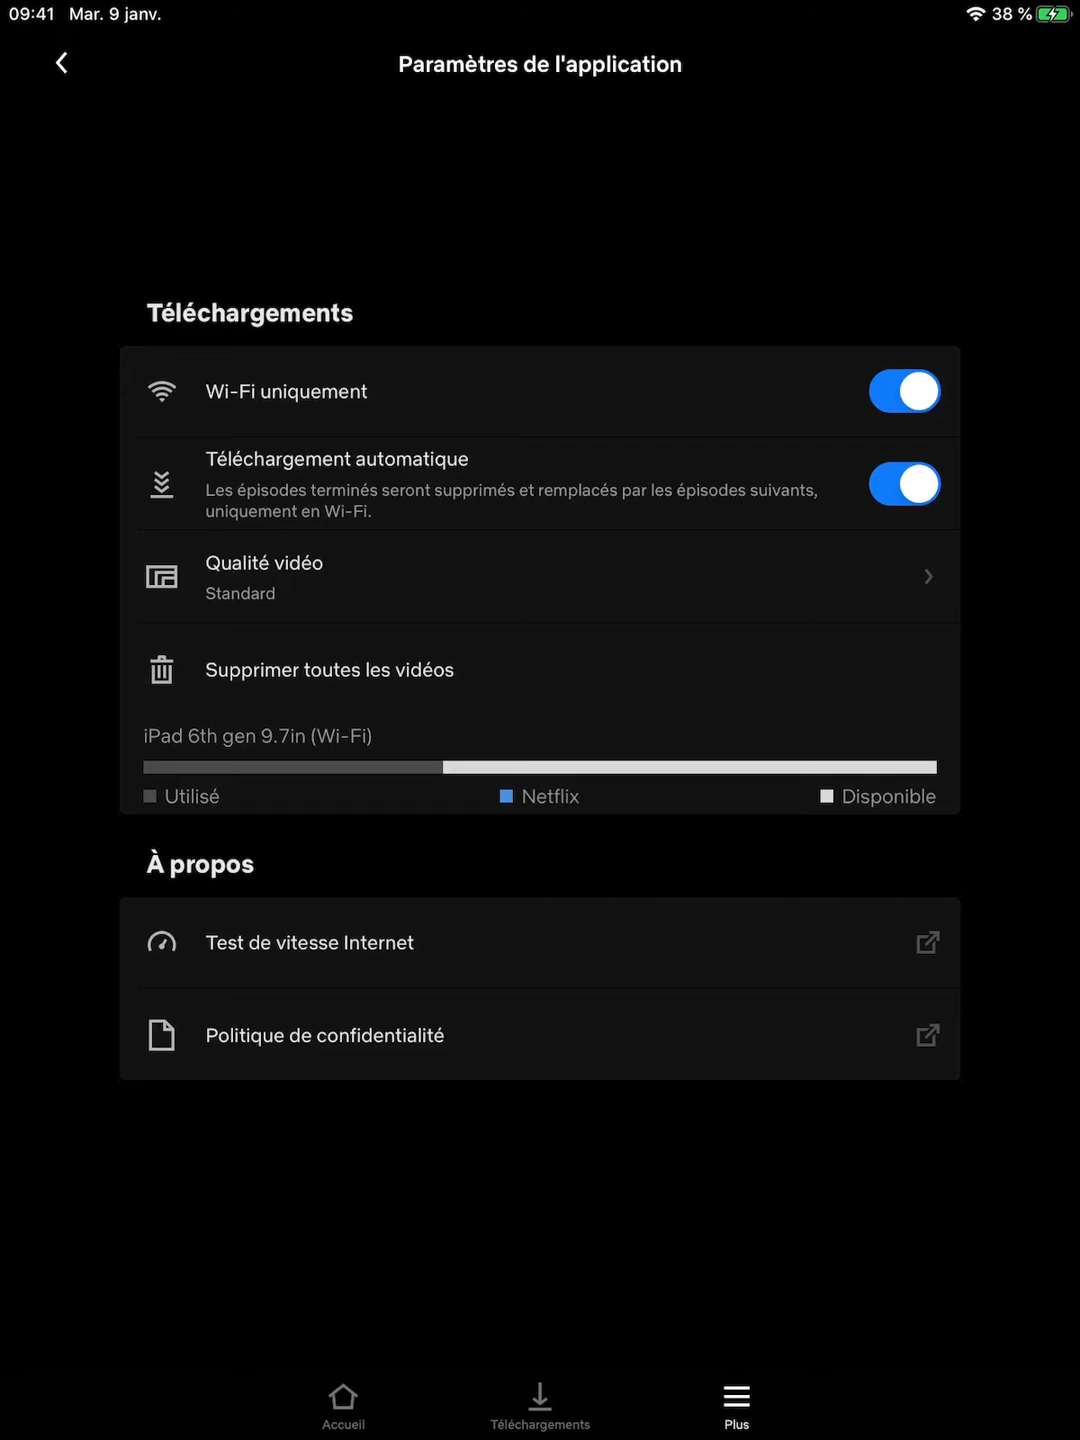 09:41 Mar. 9 janv. 38 %
Paramètres de l'application
Téléchargements
Wi-Fi uniquement
Téléchargement automatique
Les épisodes terminés seront supprimés et remplacés par les épisodes suivants,
uniquement en Wi-Fi.
Qualité vidéo
Standard
Supprimer toutes les vidéos
iPad 6th gen 9.7in (Wi-Fi)
Utilisé Netflix Disponible
À propos
Test de vitesse Internet
Politique de confidentialité
Accueil Téléchargements Plus